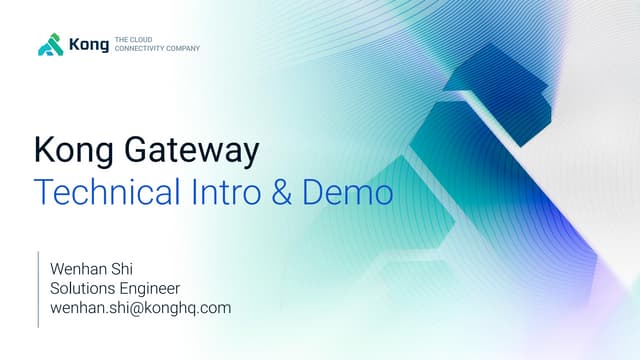 Kong
THE CLOUD
CONNECTIVITY COMPANY
Kong Gateway
Technical Intro & Demo
Wenhan Shi
Solutions Engineer
wenhan.shi@konghq.com